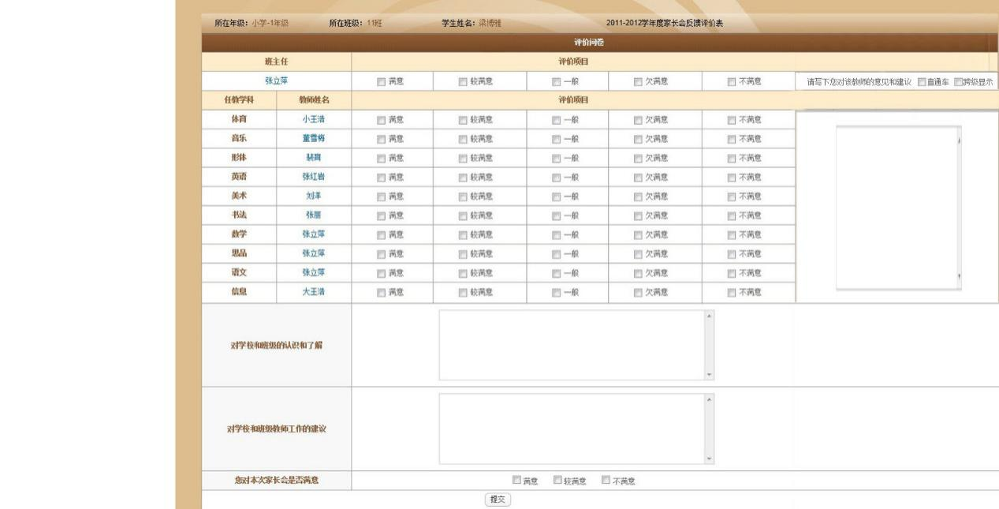 所在年级：小学-1年级 所在班级：11班 学生姓名：梁博雅 2011-2012学年度家长会反馈评价表
评价问卷
班主任 评价项目
张立萍 满意 较满意 一般 欠满意 不满意 请写下您对该教师的意见和建议 直通车 跨级显示
任教学科 教师姓名 评价项目
体育 小王浩 满意 较满意 一般 欠满意 不满意
音乐 董雪梅 满意 较满意 一般 欠满意 不满意
形体 满意 较满意 一般 欠满意 不满意
英语 张红岩 满意 较满意 一般 欠满意 不满意
美术 刘洋 满意 较满意 一般 欠满意 不满意
书法 张丽 满意 较满意 一般 欠满意 不满意
数学 张立萍 满意 较满意 一般 欠满意 不满意
思品 张立萍 满意 较满意 一般 欠满意 不满意
语文 张立萍 满意 较满意 一般 欠满意 不满意
信息 大王浩 满意 较满意 一般 欠满意 不满意
对学校和班级的认识和了解
对学校和班级教师工作的建议
您对本次家长会是否满意 满意 较满意 不满意
提交